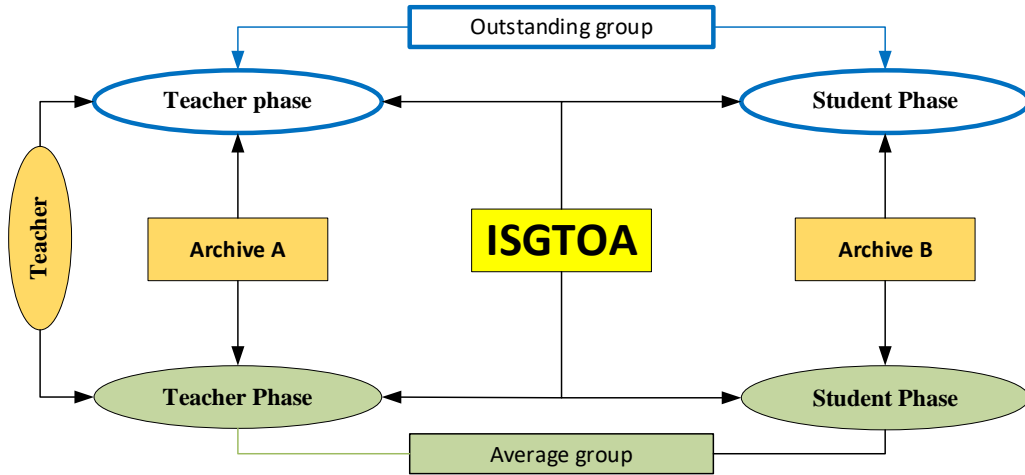 Outstanding group
Teacher phase
Student Phase
Teacher
Archive A
ISGTOA
Archive B
Teacher Phase
Student Phase
Average group